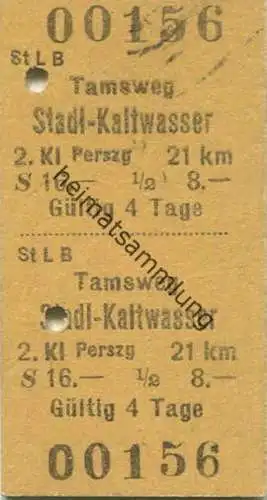 00156
St L B
Tamsweg
Stadl-Kaltwasser
2. Kl Perszg 21 km
S 16.— ½ 8.—
Gültig 4 Tage
St L B
Tamsweg
Stadl-Kaltwasser
2. Kl Perszg 21 km
S 16.— ½ 8.—
Gültig 4 Tage
00156
heimatsammlung